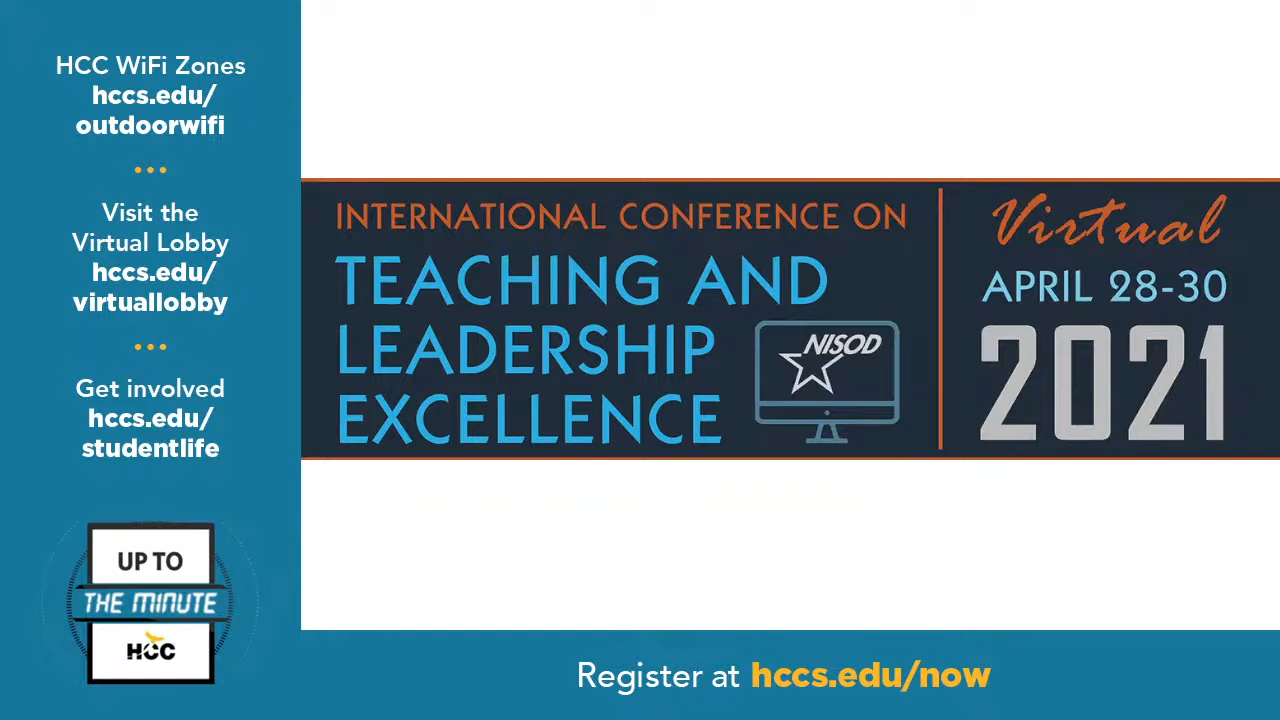 HCC WiFi Zones
hccs.edu/
outdoorwifi
Visit the
Virtual Lobby
hccs.edu/
virtuallobby
Get involved
hccs.edu/
studentlife
UP TO
THE MINUTE
HCC
INTERNATIONAL CONFERENCE ON
TEACHING AND
LEADERSHIP
EXCELLENCE
NISOD
Virtual
APRIL 28-30
2021
Register at hccs.edu/now